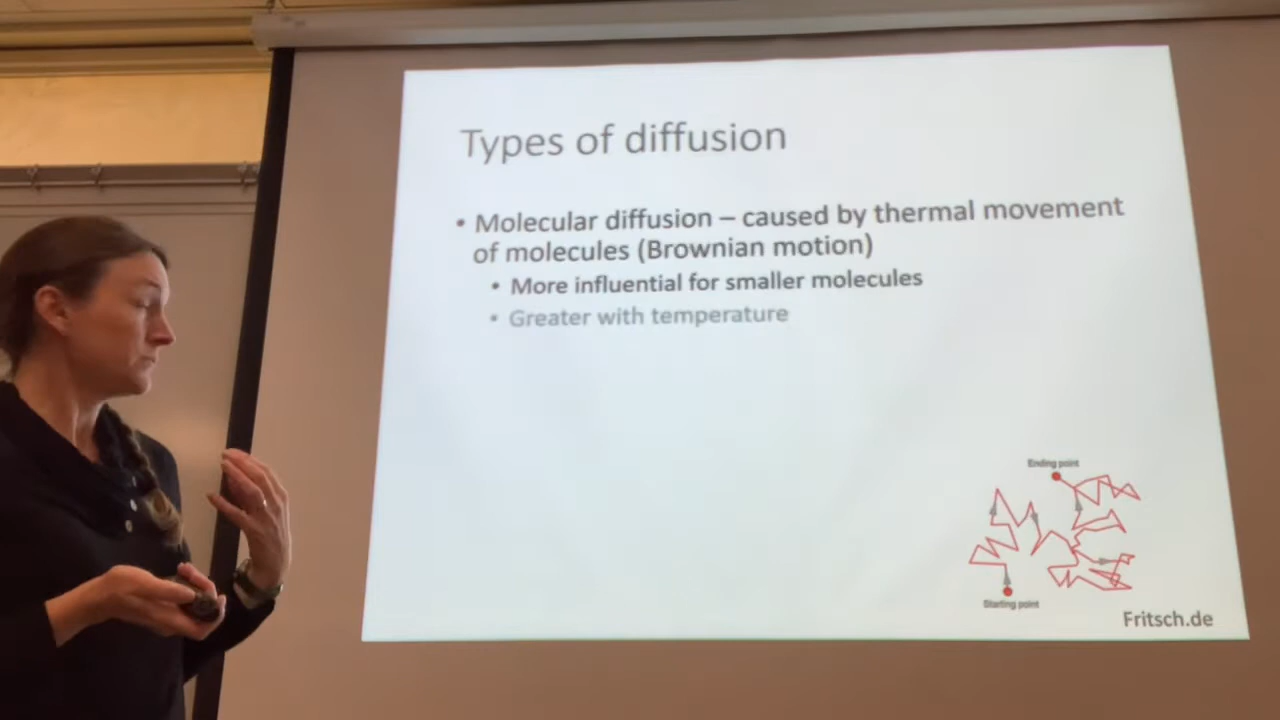 Types of diffusion
• Molecular diffusion – caused by thermal movement
of molecules (Brownian motion)
• More influential for smaller molecules
• Greater with temperature
Ending point
Starting point
Fritsch.de